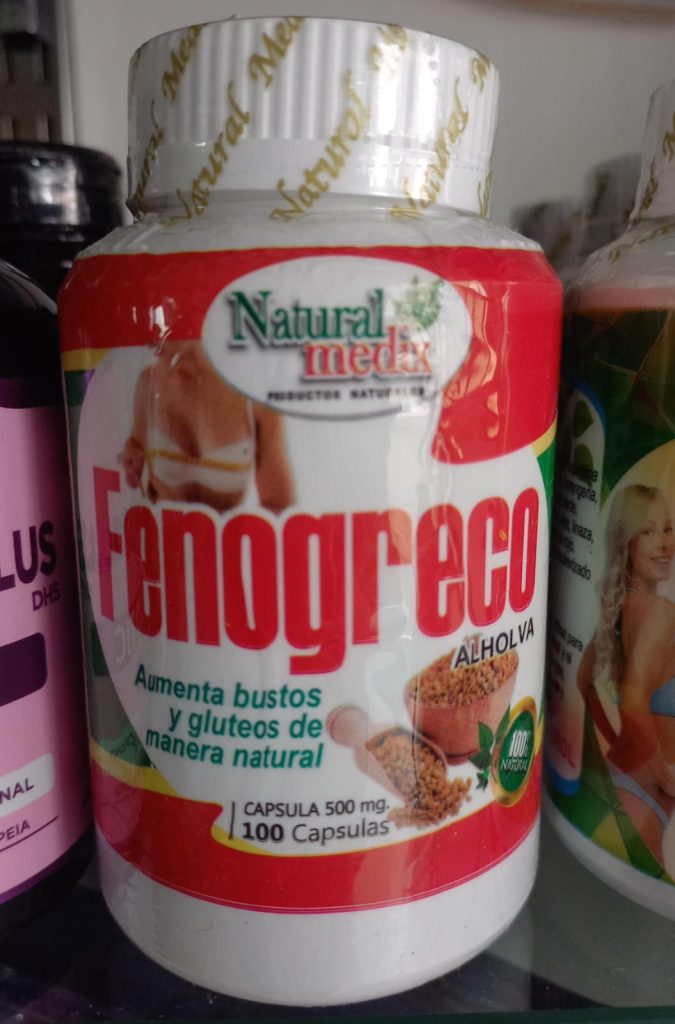 Natural
medix
PRODUCTOS NATURALES
Fenogreco
ALHOLVA
Aumenta bustos
y gluteos de
manera natural
100%
NATURAL
CAPSULA 500 mg.
100 Capsulas
LUS
DHS
NAL
PEIA
linaza,